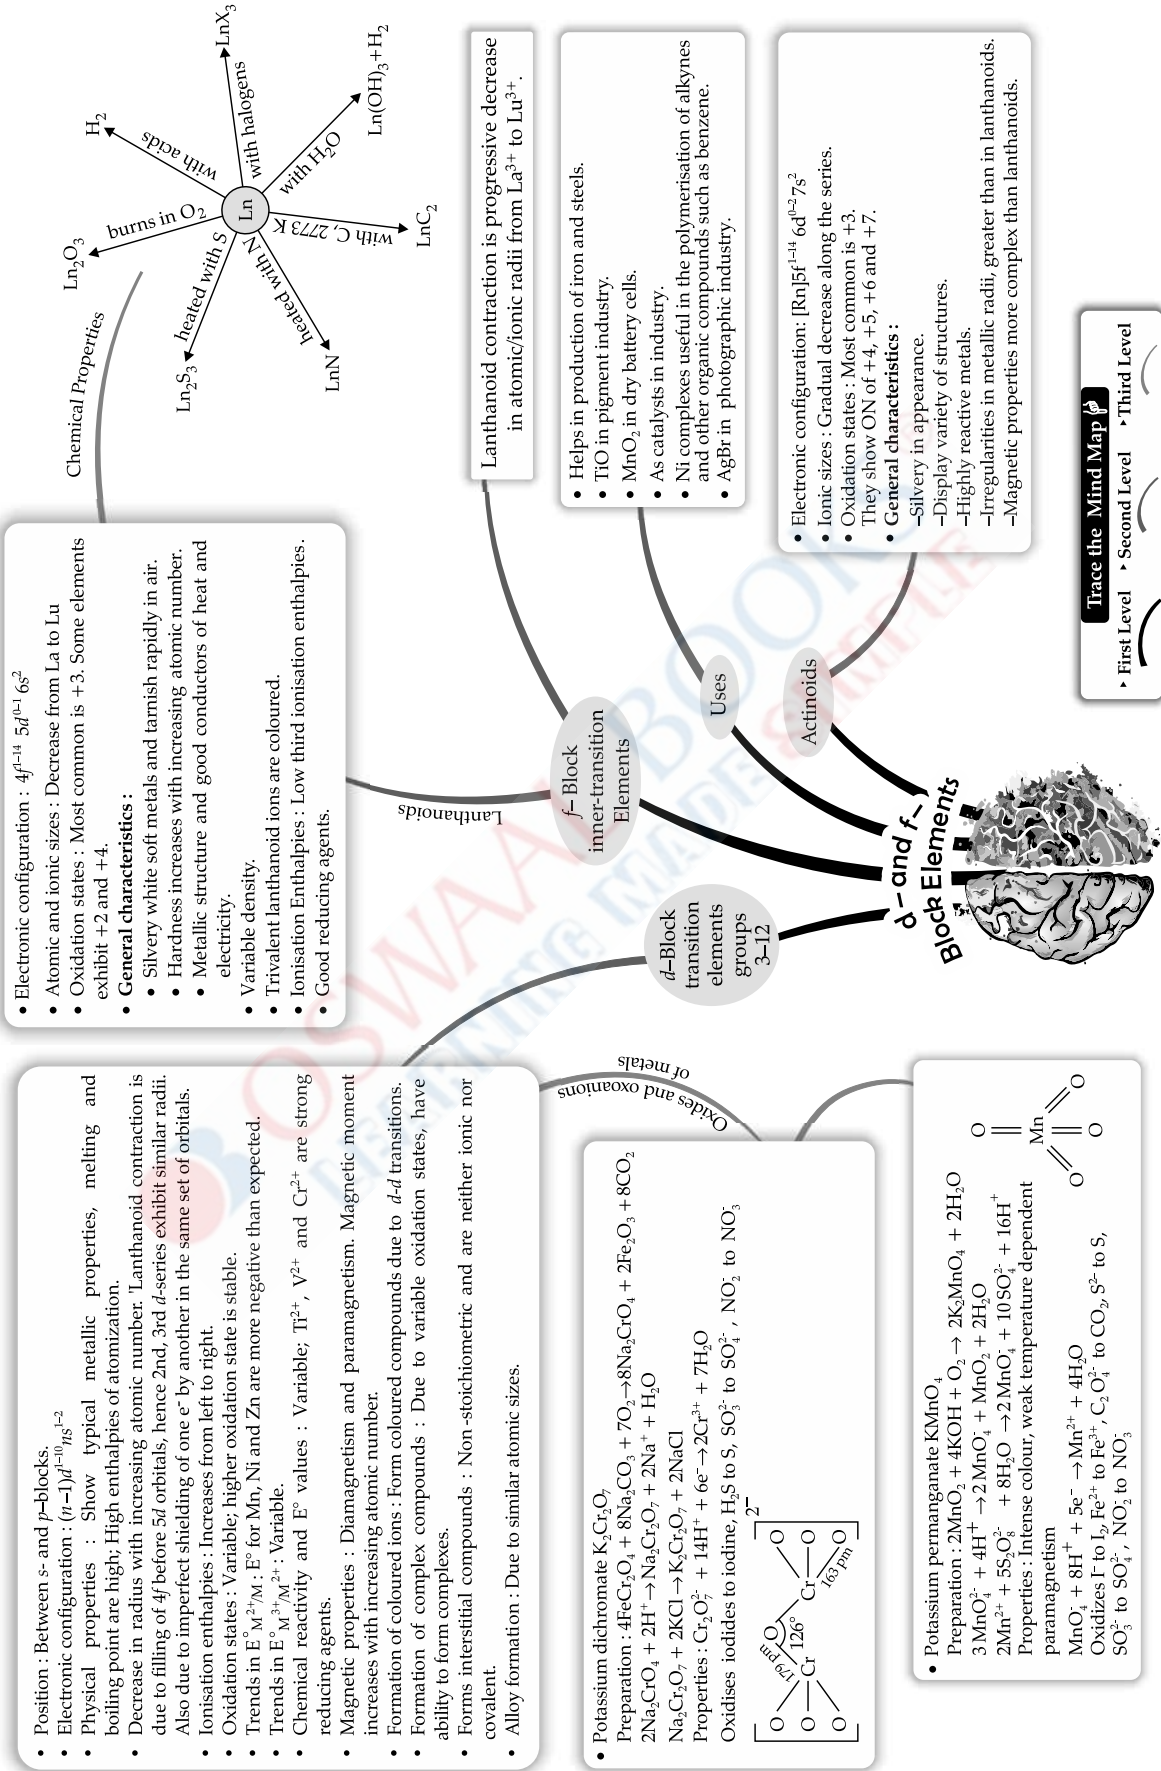 d – and f –
Block Elements
d–Block
transition
elements
groups
3–12
• Position : Between s- and p–blocks.
• Electronic configuration : (n–1)d¹⁻¹⁰ns¹⁻²
• Physical properties : Show typical metallic properties, melting and
boiling point are high; High enthalpies of atomization.
• Decrease in radius with increasing atomic number. 'Lanthanoid contraction is
due to filling of 4f before 5d orbitals, hence 2nd, 3rd d-series exhibit similar radii.
Also due to imperfect shielding of one e⁻ by another in the same set of orbitals.
• Ionisation enthalpies : Increases from left to right.
• Oxidation states : Variable; higher oxidation state is stable.
• Trends in E°M²⁺/M : E° for Mn, Ni and Zn are more negative than expected.
• Trends in E°M³⁺/M²⁺ : Variable.
• Chemical reactivity and E° values : Variable; Ti²⁺, V²⁺ and Cr²⁺ are strong
reducing agents.
• Magnetic properties : Diamagnetism and paramagnetism. Magnetic moment
increases with increasing atomic number.
• Formation of coloured ions : Form coloured compounds due to d-d transitions.
• Formation of complex compounds : Due to variable oxidation states, have
ability to form complexes.
• Forms interstitial compounds : Non -stoichiometric and are neither ionic nor
covalent.
• Alloy formation : Due to similar atomic sizes.
Oxides and oxoanions
of metals
• Potassium dichromate K₂Cr₂O₇
Preparation : 4FeCr₂O₄ + 8Na₂CO₃ + 7O₂→8Na₂CrO₄ + 2Fe₂O₃ + 8CO₂
2Na₂CrO₄ + 2H⁺→Na₂Cr₂O₇ + 2Na⁺ + H₂O
Na₂Cr₂O₇ + 2KCl→K₂Cr₂O₇ + 2NaCl
Properties : Cr₂O₇²⁻ + 14H⁺ + 6e⁻→2Cr³⁺ + 7H₂O
Oxidises iodides to iodine, H₂S to S, SO₃²⁻ to SO₄²⁻, NO₂⁻ to NO₃⁻
2–
O O
O Cr O Cr O
O O
179 pm 126° 163 pm
• Potassium permanganate KMnO₄
Preparation : 2MnO₂ + 4KOH + O₂ → 2K₂MnO₄ + 2H₂O
3 MnO₄²⁻ + 4H⁺ → 2 MnO₄⁻ + MnO₂ + 2H₂O
2Mn²⁺ + 5S₂O₈²⁻ + 8H₂O → 2 MnO₄⁻ + 10 SO₄²⁻ + 16H⁺
Properties : Intense colour, weak temperature dependent
paramagnetism
MnO₄⁻ + 8H⁺ + 5e⁻ → Mn²⁺ + 4H₂O
Oxidizes I⁻ to I₂, Fe²⁺ to Fe³⁺, C₂O₄²⁻ to CO₂, S²⁻ to S,
SO₃²⁻ to SO₄²⁻, NO₂⁻ to NO₃⁻
O
Mn
O O O
f– Block
inner-transition
Elements
Lanthanoids
• Electronic configuration : 4f¹⁻¹⁴ 5d⁰⁻¹ 6s²
• Atomic and ionic sizes : Decrease from La to Lu
• Oxidation states : Most common is +3. Some elements
exhibit +2 and +4.
• General characteristics :
• Silvery white soft metals and tarnish rapidly in air.
• Hardness increases with increasing atomic number.
• Metallic structure and good conductors of heat and
electricity.
• Variable density.
• Trivalent lanthanoid ions are coloured.
• Ionisation Enthalpies : Low third ionisation enthalpies.
• Good reducing agents.
Chemical Properties
Ln
burns in O₂
Ln₂O₃
with acids
H₂
with halogens
LnX₃
with H₂O
Ln(OH)₃+H₂
with C, 2773 K
LnC₂
heated with N
LnN
heated with S
Ln₂S₃
Lanthanoid contraction is progressive decrease
in atomic/ionic radii from La³⁺ to Lu³⁺.
Uses
• Helps in production of iron and steels.
• TiO in pigment industry.
• MnO₂ in dry battery cells.
• As catalysts in industry.
• Ni complexes useful in the polymerisation of alkynes
and other organic compounds such as benzene.
• AgBr in photographic industry.
Actinoids
• Electronic configuration: [Rn]5f¹⁻¹⁴ 6d⁰⁻²7s²
• Ionic sizes : Gradual decrease along the series.
• Oxidation states : Most common is +3.
They show ON of +4, +5, +6 and +7.
• General characteristics :
–Silvery in appearance.
–Display variety of structures.
–Highly reactive metals.
–Irregularities in metallic radii, greater than in lanthanoids.
–Magnetic properties more complex than lanthanoids.
Trace the Mind Map
▸ First Level ▸ Second Level ▸ Third Level
OSWAAL BOOKS®
LEARNING MADE SIMPLE